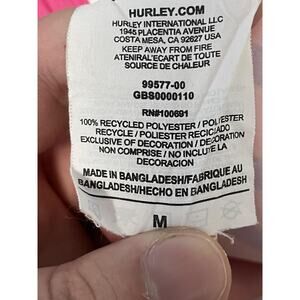 HURLEY.COM
HURLEY INTERNATIONAL LLC
1945 PLACENTIA AVENUE
COSTA MESA, CA 92627 USA
KEEP AWAY FROM FIRE
ATENIRAL'ECART DE TOUTE
SOURCE DE CHALEUR
99577-00
GBS0000110
RN#100691
100% RECYCLED POLYESTER / POLYESTER
RECYCLE / POLYESTER RECICLADO
EXCLUSIVE OF DECORATION / DECORATION
NON COMPRISE / NO INCLUYE LA
DECORACION
MADE IN BANGLADESH/FABRIQUE AU
BANGLADESH/HECHO EN BANGLADESH
M